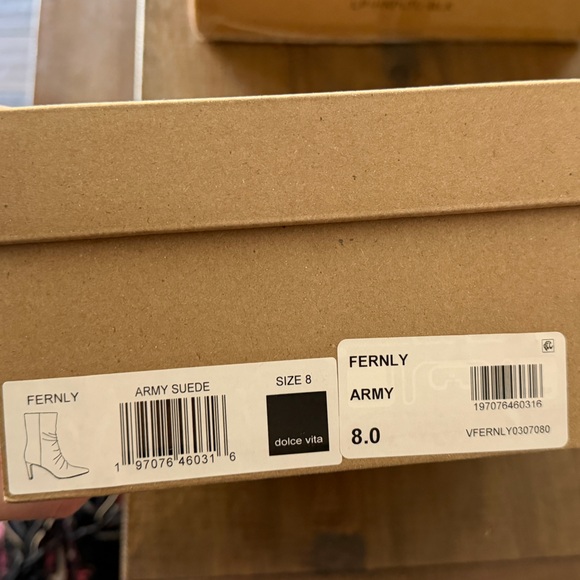 FERNLY
ARMY SUEDE
SIZE 8
dolce vita
1 97076 46031 6
FERNLY
ARMY
8.0
197076460316
VFERNLY0307080